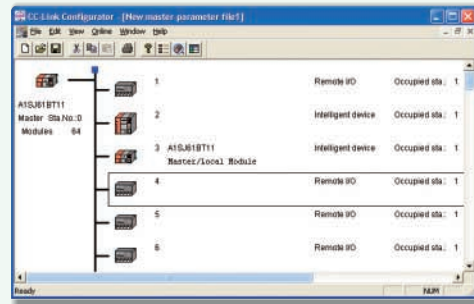 CC-Link Configurator - [New master parameter file1]
File Edit View Online Window Help
1 Remote I/O Occupied sta.: 1
A1SJ61BT11
Master Sta.No.:0
Modules 64
2 Intelligent device Occupied sta.: 1
3 A1SJ61BT11 Intelligent device Occupied sta.: 1
Master/local Module
4 Remote I/O Occupied sta.: 1
5 Remote I/O Occupied sta.: 1
6 Remote I/O Occupied sta.: 1
Ready NUM